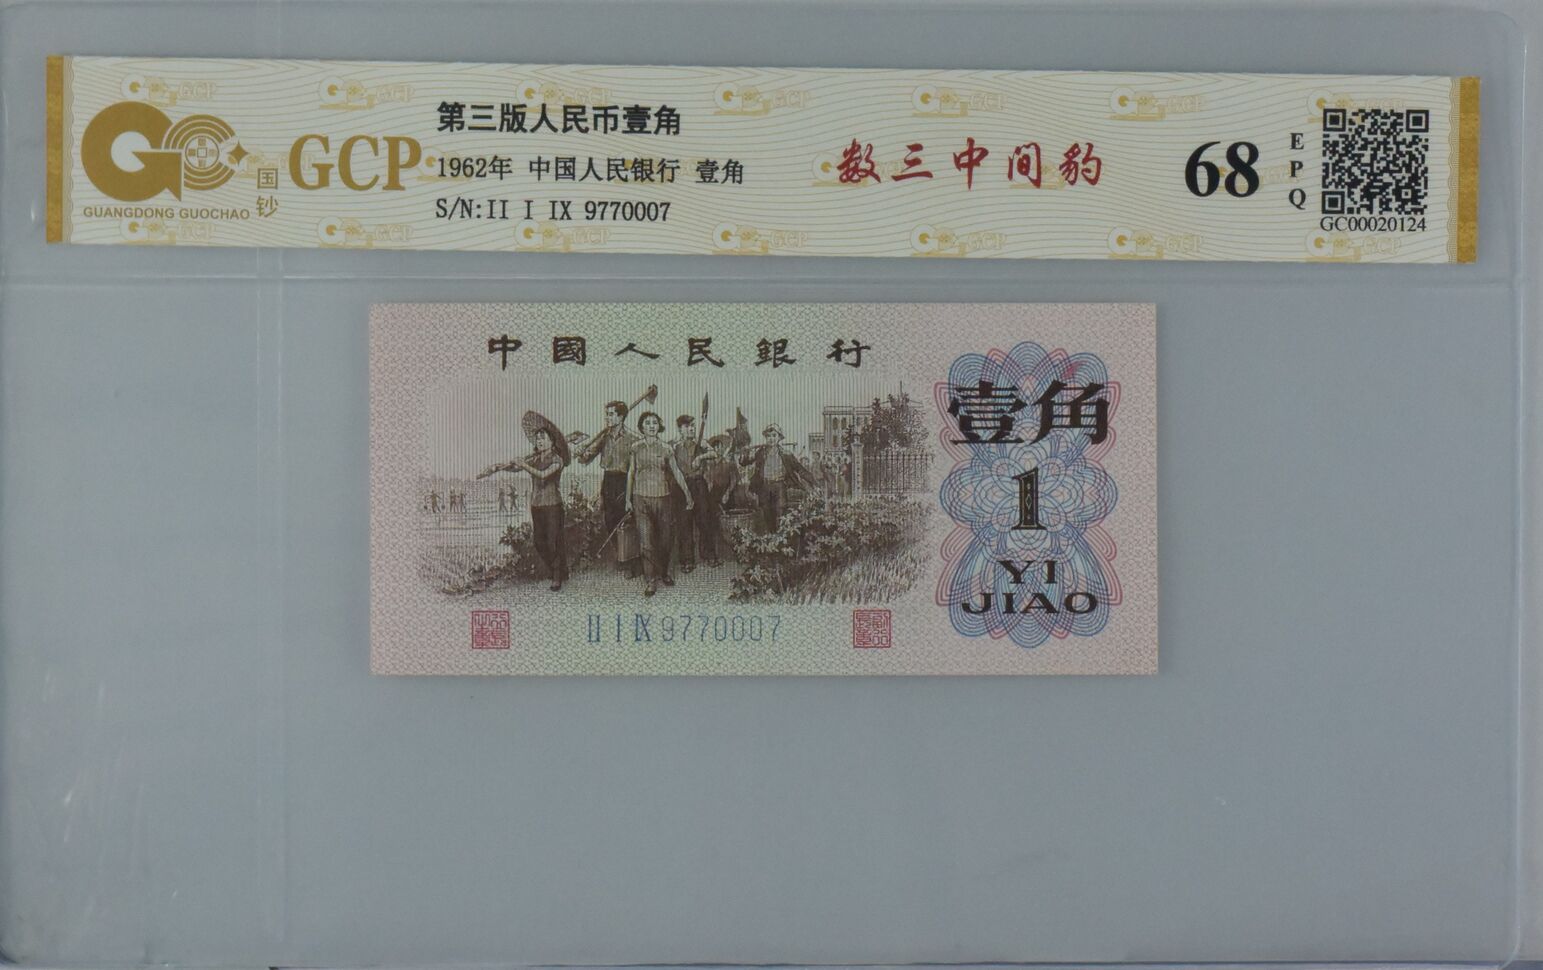 第三版人民币壹角
GCP
1962年 中国人民银行 壹角
S/N:II I IX 9770007
GUANGDONG GUOCHAO
国钞
数三中间豹
68
EPQ
GC00020124
中國人民銀行
壹角
1
YI
JIAO
II I IX 9770007